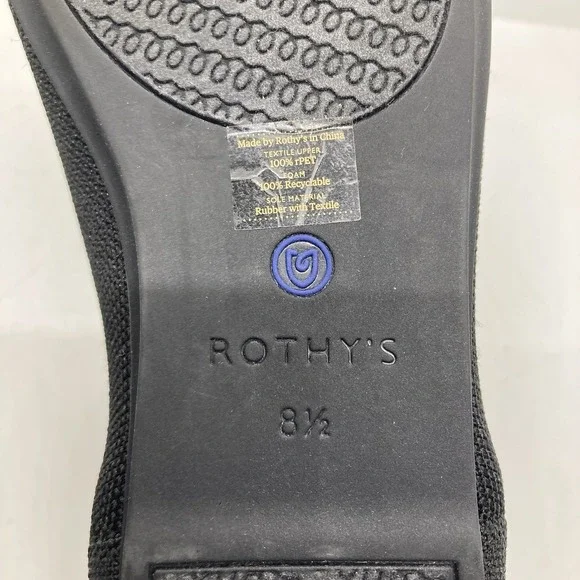 Made by Rothy's in China
TEXTILE UPPER
100% rPET
FOAM
100% Recyclable
SOLE MATERIAL
Rubber with Textile
ROTHY'S
8½